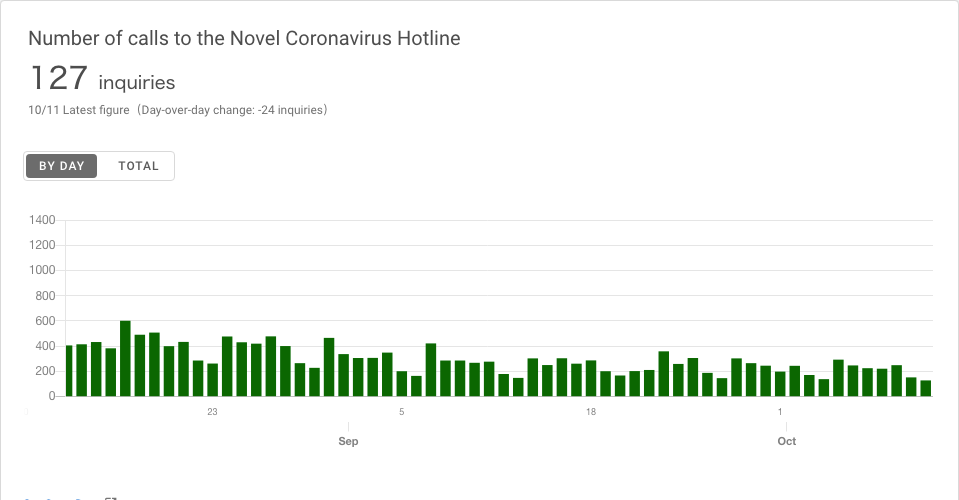 Number of calls to the Novel Coronavirus Hotline
127 inquiries
10/11 Latest figure（Day-over-day change: -24 inquiries）
BY DAY TOTAL
1400
1200
1000
800
600
400
200
0
23 5 18 1
Sep Oct